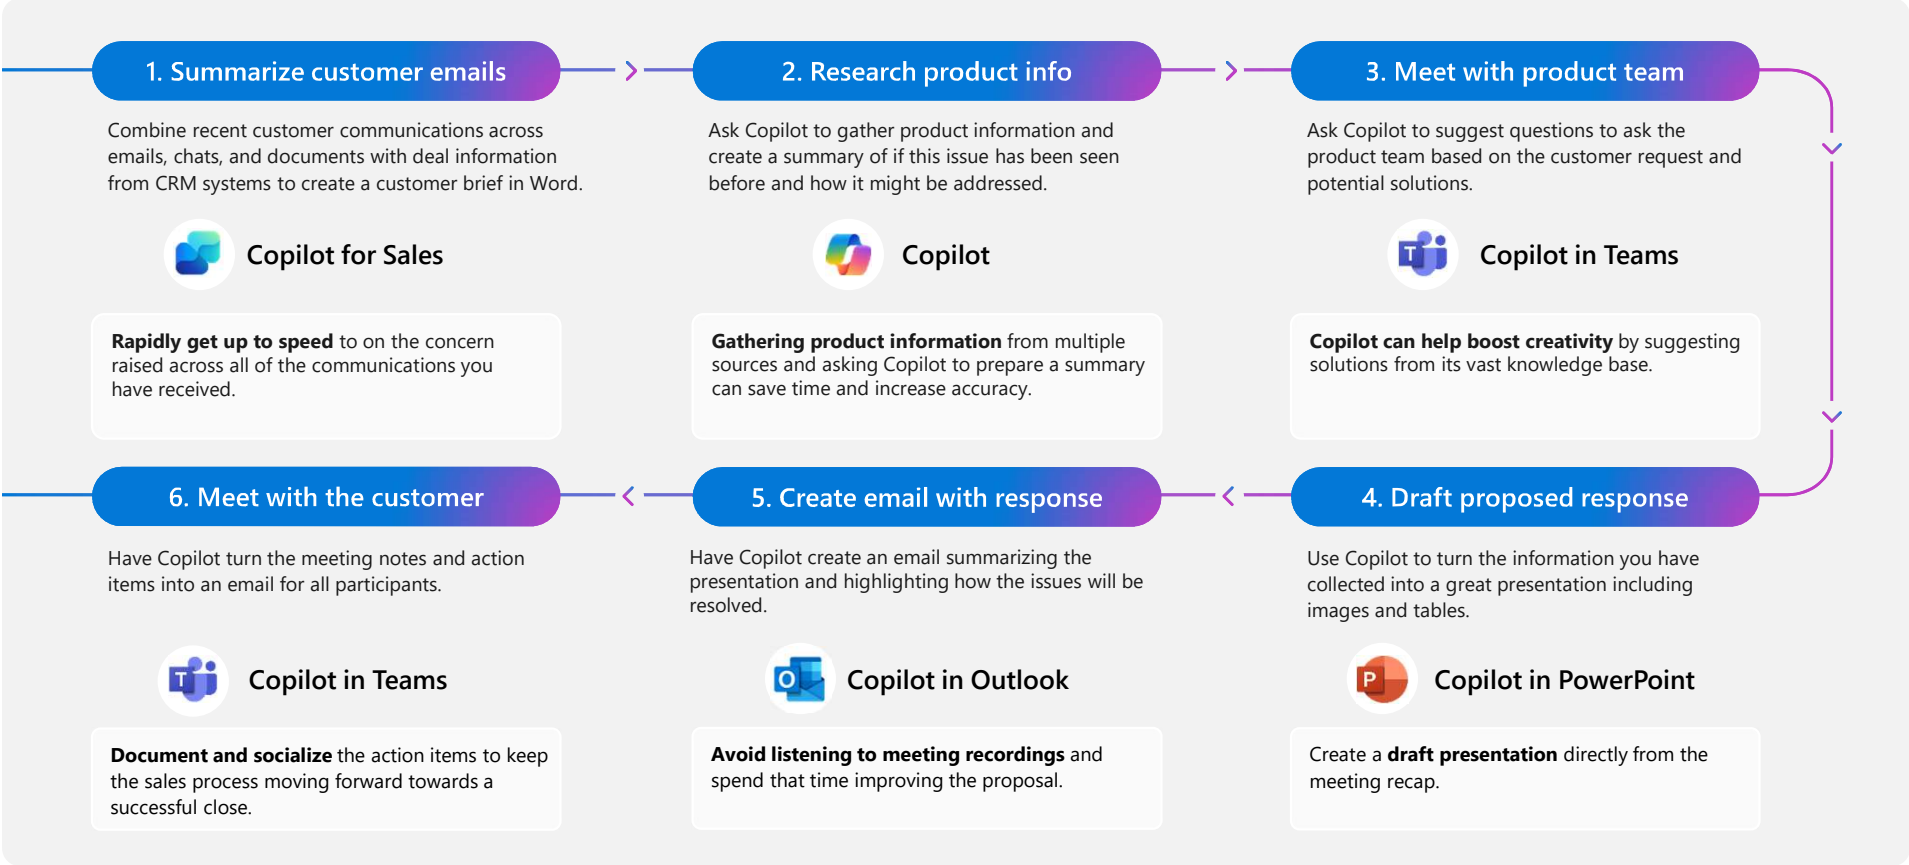 1. Summarize customer emails
Combine recent customer communications across
emails, chats, and documents with deal information
from CRM systems to create a customer brief in Word.
Copilot for Sales
Rapidly get up to speed to on the concern
raised across all of the communications you
have received.
2. Research product info
Ask Copilot to gather product information and
create a summary of if this issue has been seen
before and how it might be addressed.
Copilot
Gathering product information from multiple
sources and asking Copilot to prepare a summary
can save time and increase accuracy.
3. Meet with product team
Ask Copilot to suggest questions to ask the
product team based on the customer request and
potential solutions.
T
Copilot in Teams
Copilot can help boost creativity by suggesting
solutions from its vast knowledge base.
4. Draft proposed response
Use Copilot to turn the information you have
collected into a great presentation including
images and tables.
P
Copilot in PowerPoint
Create a draft presentation directly from the
meeting recap.
5. Create email with response
Have Copilot create an email summarizing the
presentation and highlighting how the issues will be
resolved.
O
Copilot in Outlook
Avoid listening to meeting recordings and
spend that time improving the proposal.
6. Meet with the customer
Have Copilot turn the meeting notes and action
items into an email for all participants.
T
Copilot in Teams
Document and socialize the action items to keep
the sales process moving forward towards a
successful close.